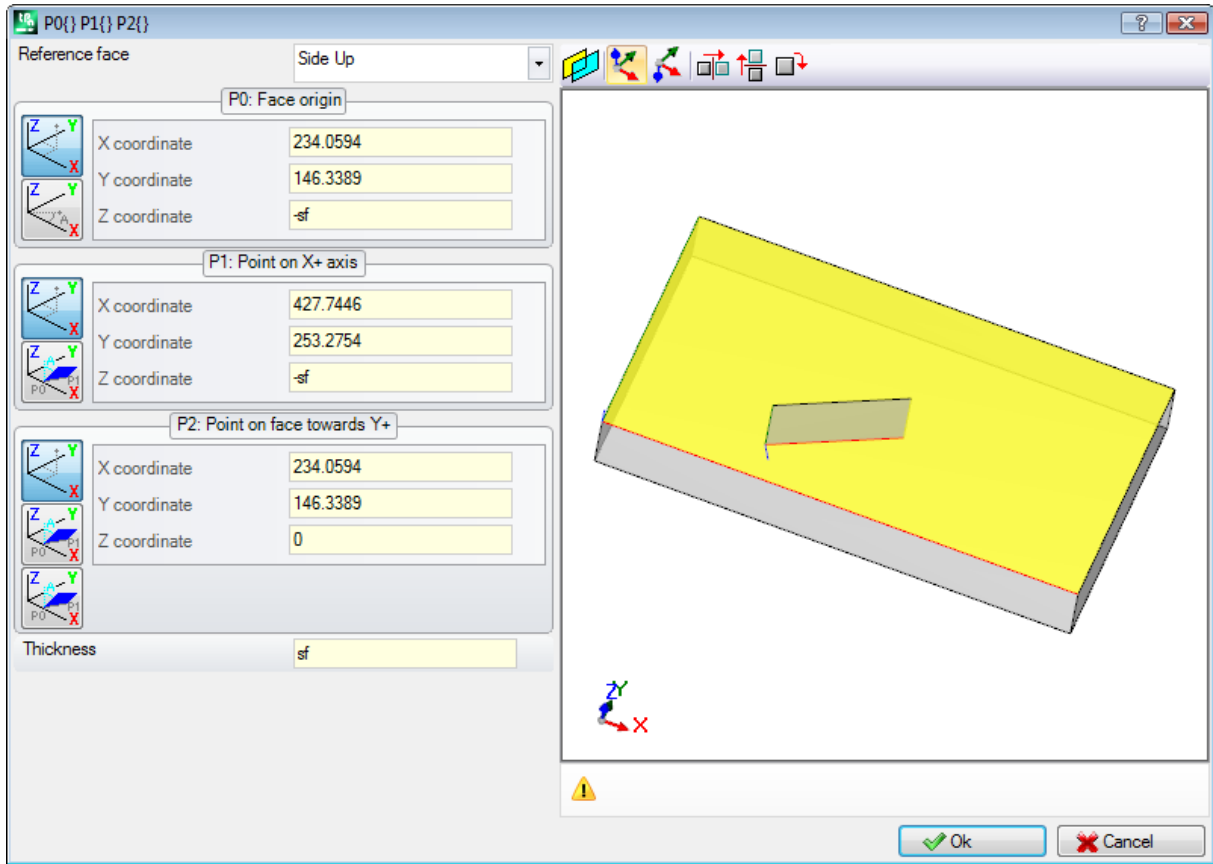 P0{} P1{} P2{}
Reference face Side Up
P0: Face origin
X coordinate 234.0594
Y coordinate 146.3389
Z coordinate -sf
P1: Point on X+ axis
X coordinate 427.7446
Y coordinate 253.2754
Z coordinate -sf
P2: Point on face towards Y+
X coordinate 234.0594
Y coordinate 146.3389
Z coordinate 0
Thickness sf
ZY
X
Ok Cancel